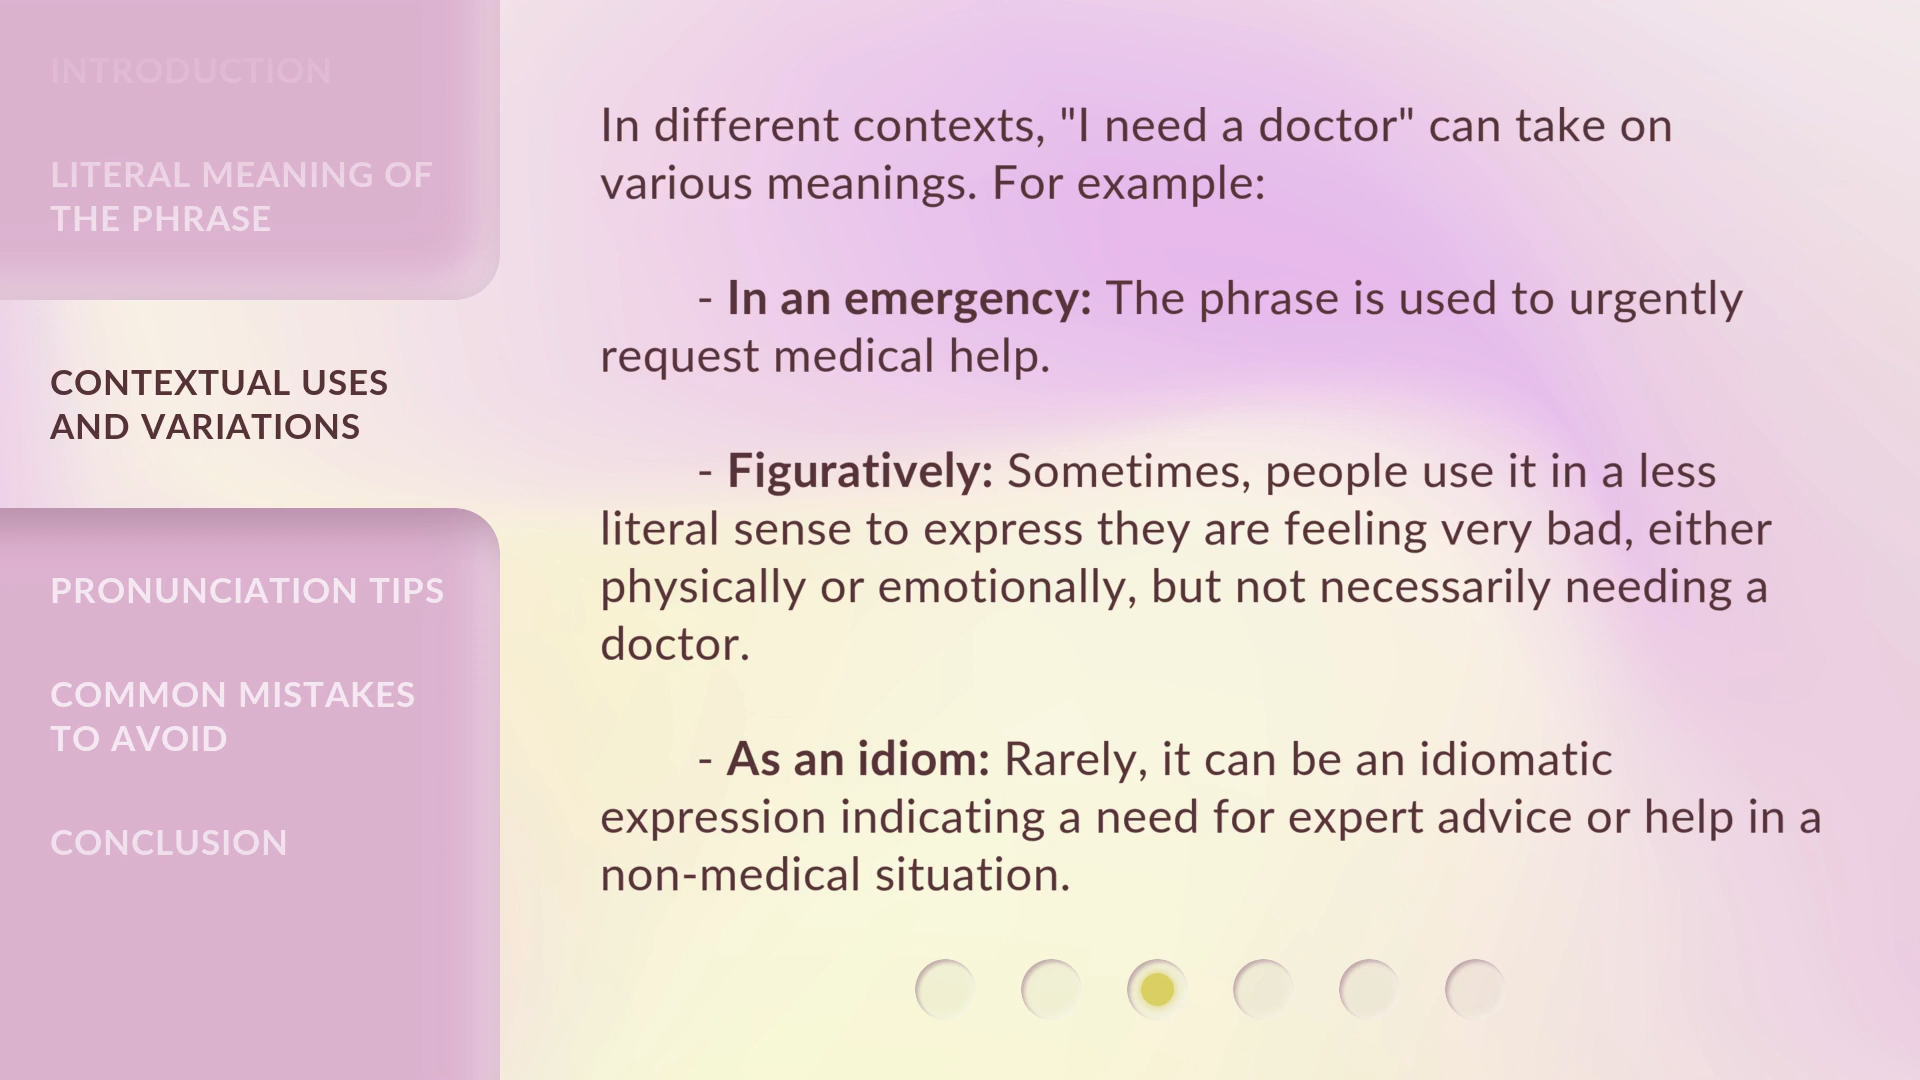 INTRODUCTION
LITERAL MEANING OF
THE PHRASE
CONTEXTUAL USES
AND VARIATIONS
PRONUNCIATION TIPS
COMMON MISTAKES
TO AVOID
CONCLUSION
In different contexts, "I need a doctor" can take on
various meanings. For example:
- In an emergency: The phrase is used to urgently
request medical help.
- Figuratively: Sometimes, people use it in a less
literal sense to express they are feeling very bad, either
physically or emotionally, but not necessarily needing a
doctor.
- As an idiom: Rarely, it can be an idiomatic
expression indicating a need for expert advice or help in a
non-medical situation.